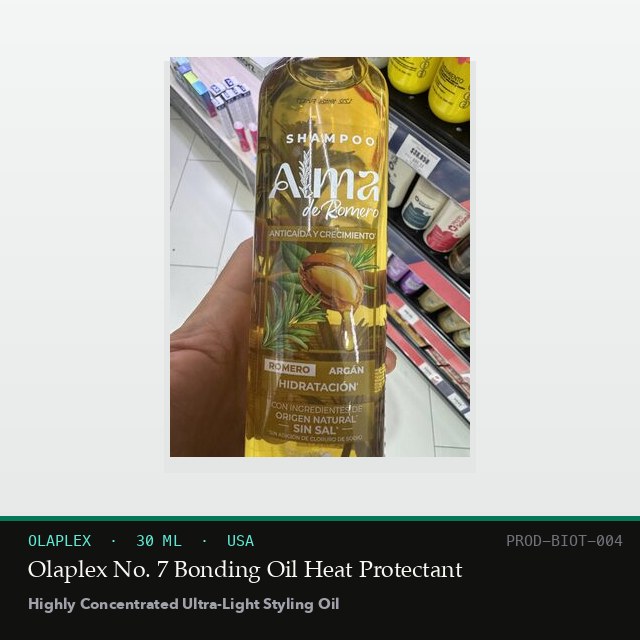 SHAMPOO
Alma
de Romero
ANTICAIDA Y CRECIMIENTO
ROMERO ARGÁN
HIDRATACIÓN*
CON INGREDIENTES DE
ORIGEN NATURAL*
SIN SAL*
OLAPLEX · 30 ML · USA PROD-BIOT-004
Olaplex No. 7 Bonding Oil Heat Protectant
Highly Concentrated Ultra-Light Styling Oil